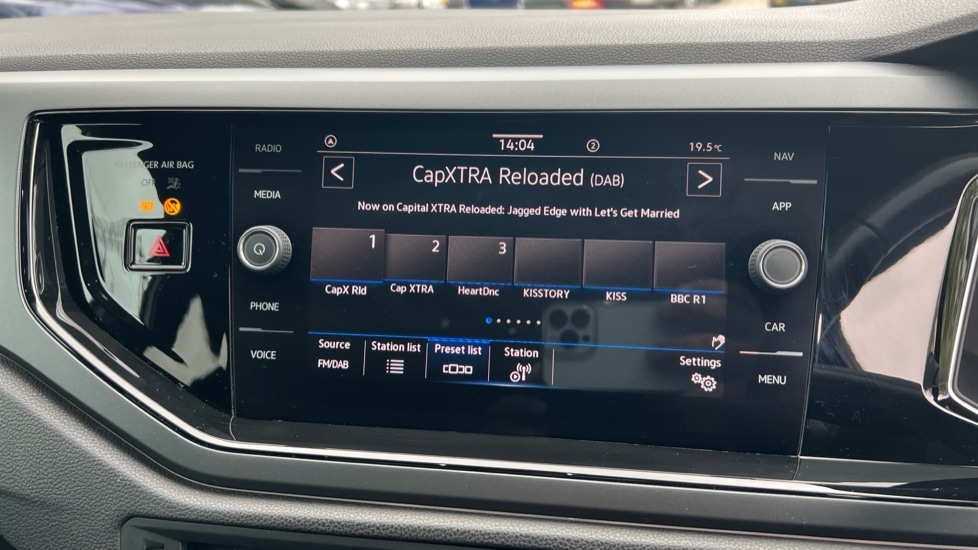 14:04
2
19.5°C
CapXTRA Reloaded (DAB)
Now on Capital XTRA Reloaded: Jagged Edge with Let's Get Married
1 2 3
CapX Rld Cap XTRA HeartDnc KISSTORY KISS BBC R1
Source Station list Preset list Station Settings
FM/DAB
PASSENGER AIR BAG
OFF
RADIO
MEDIA
PHONE
VOICE
NAV
APP
CAR
MENU